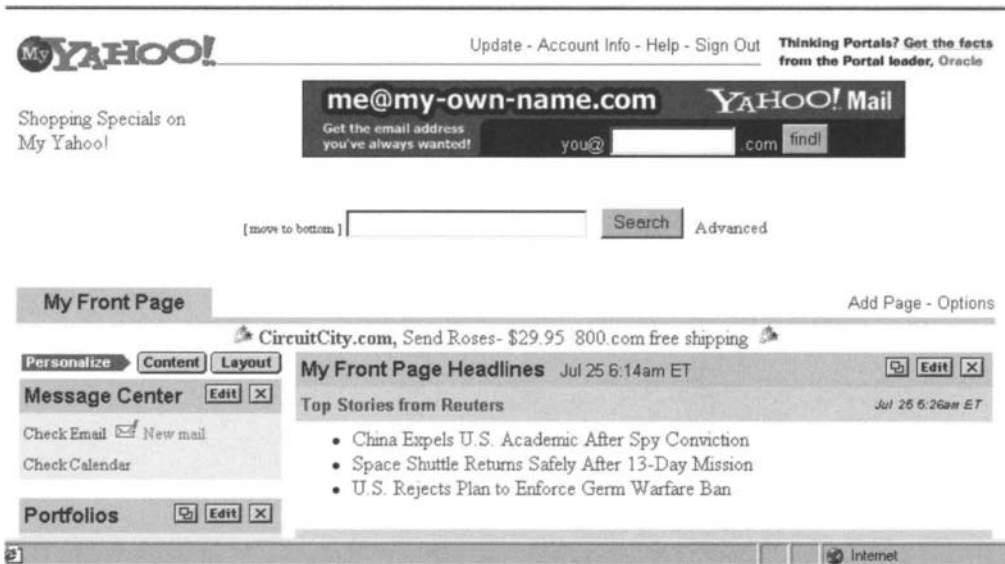 My YAHOO!
Update - Account Info - Help - Sign Out
Thinking Portals? Get the facts
from the Portal leader, Oracle
Shopping Specials on
My Yahoo!
me@my-own-name.com YAHOO! Mail
Get the email address
you've always wanted!
you@ .com find!
[move to bottom] Search Advanced
My Front Page
Add Page - Options
CircuitCity.com, Send Roses- $29.95 800.com free shipping
Personalize Content Layout
Message Center Edit X
Check Email New mail
Check Calendar
Portfolios Edit X
My Front Page Headlines Jul 25 6:14am ET Edit X
Top Stories from Reuters Jul 25 5:26am ET
• China Expels U.S. Academic After Spy Conviction
• Space Shuttle Returns Safely After 13-Day Mission
• U.S. Rejects Plan to Enforce Germ Warfare Ban
Internet